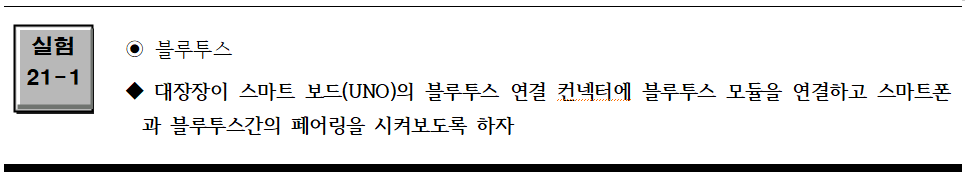 실험
21-1
◉ 블루투스
◆ 대장장이 스마트 보드(UNO)의 블루투스 연결 컨넥터에 블루투스 모듈을 연결하고 스마트폰
과 블루투스간의 페어링을 시켜보도록 하자